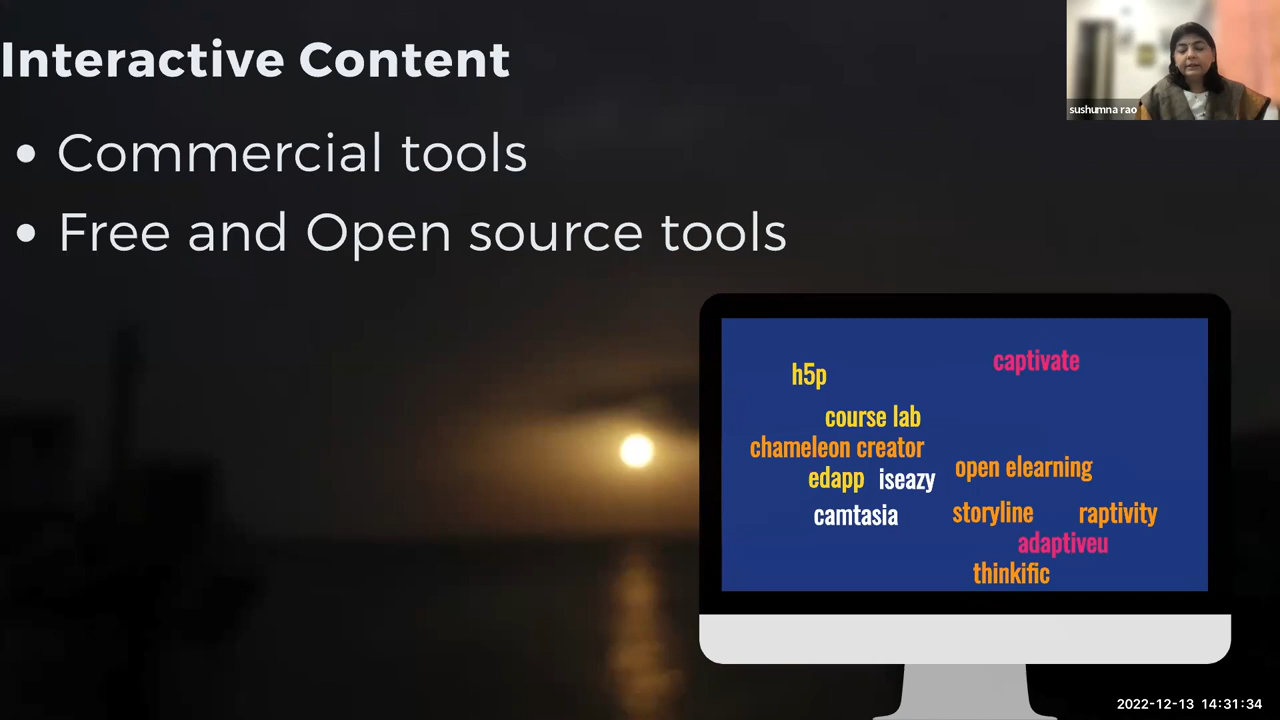 Interactive Content
sushumna rao
• Commercial tools
• Free and Open source tools
captivate
h5p
course lab
chameleon creator
open elearning
edapp iseazy
camtasia
storyline raptivity
adaptiveu
thinkific
2022-12-13 14:31:34